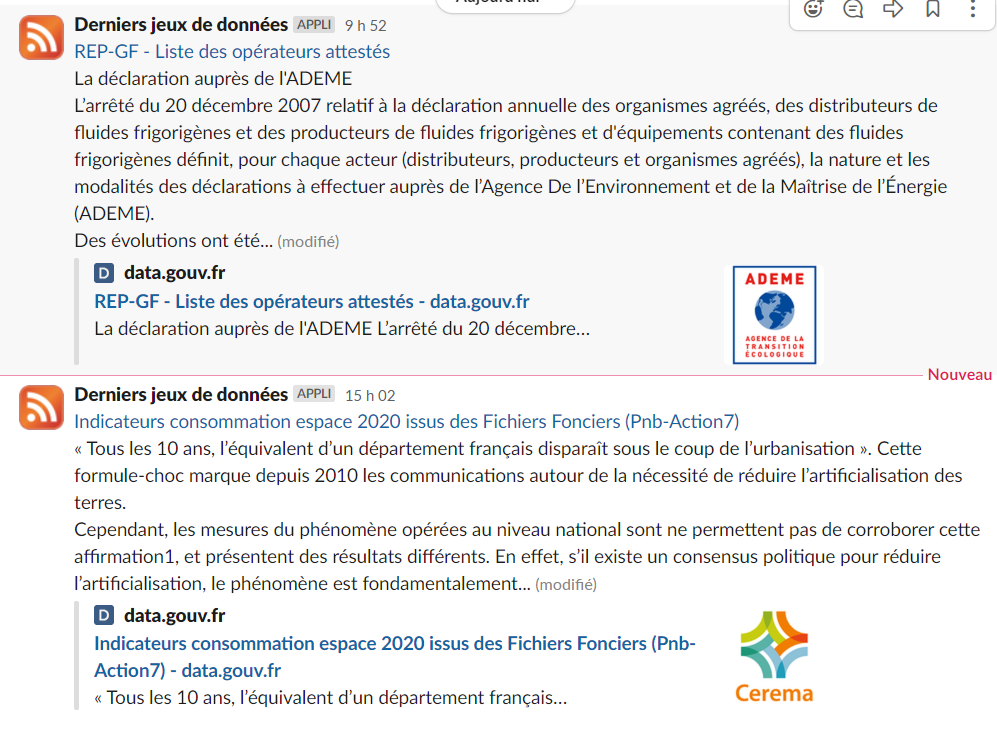 Aujourd'hui
Derniers jeux de données APPLI 9 h 52
REP-GF - Liste des opérateurs attestés
La déclaration auprès de l'ADEME
L’arrêté du 20 décembre 2007 relatif à la déclaration annuelle des organismes agréés, des distributeurs de
fluides frigorigènes et des producteurs de fluides frigorigènes et d'équipements contenant des fluides
frigorigènes définit, pour chaque acteur (distributeurs, producteurs et organismes agréés), la nature et les
modalités des déclarations à effectuer auprès de l’Agence De l’Environnement et de la Maîtrise de l’Énergie
(ADEME).
Des évolutions ont été... (modifié)
D data.gouv.fr
REP-GF - Liste des opérateurs attestés - data.gouv.fr
La déclaration auprès de l'ADEME L’arrêté du 20 décembre…
ADEME
AGENCE DE LA
TRANSITION
ÉCOLOGIQUE
Nouveau
Derniers jeux de données APPLI 15 h 02
Indicateurs consommation espace 2020 issus des Fichiers Fonciers (Pnb-Action7)
« Tous les 10 ans, l’équivalent d’un département français disparaît sous le coup de l’urbanisation ». Cette
formule-choc marque depuis 2010 les communications autour de la nécessité de réduire l’artificialisation des
terres.
Cependant, les mesures du phénomène opérées au niveau national sont ne permettent pas de corroborer cette
affirmation1, et présentent des résultats différents. En effet, s’il existe un consensus politique pour réduire
l’artificialisation, le phénomène est fondamentalement... (modifié)
D data.gouv.fr
Indicateurs consommation espace 2020 issus des Fichiers Fonciers (Pnb-
Action7) - data.gouv.fr
« Tous les 10 ans, l’équivalent d’un département français…
Cerema